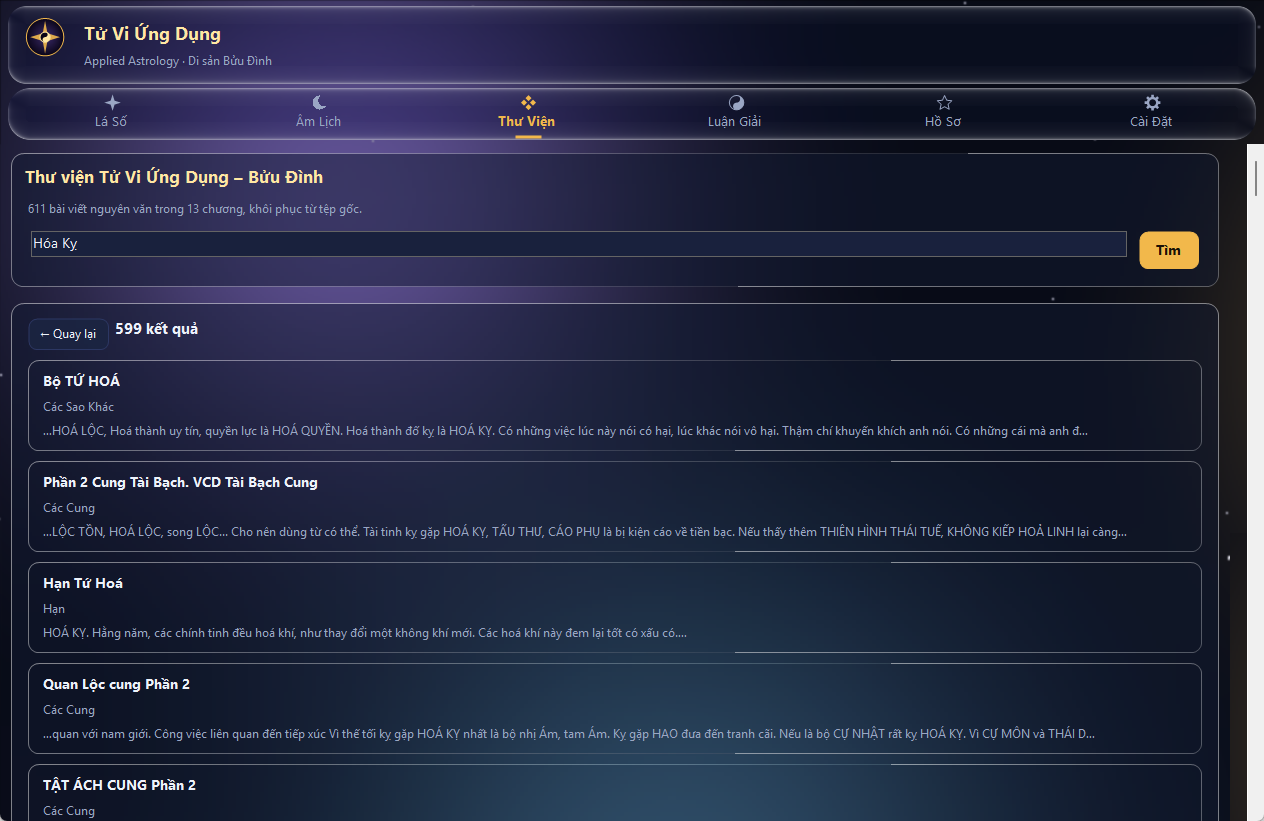 Tử Vi Ứng Dụng
Applied Astrology · Di sản Bửu Đình
Lá Số
Âm Lịch
Thư Viện
Luận Giải
Hồ Sơ
Cài Đặt
Thư viện Tử Vi Ứng Dụng – Bửu Đình
611 bài viết nguyên văn trong 13 chương, khôi phục từ tệp gốc.
Hóa Kỵ
Tìm
← Quay lại
599 kết quả
Bộ TỨ HOÁ
Các Sao Khác
...HOÁ LỘC, Hoá thành uy tín, quyền lực là HOÁ QUYỀN. Hoá thành đố kỵ là HOÁ KỴ. Có những việc lúc này nói có hại, lúc khác nói vô hại. Thậm chí khuyến khích anh nói. Có những cái mà anh đ...
Phần 2 Cung Tài Bạch. VCD Tài Bạch Cung
Các Cung
...LỘC TỒN, HOÁ LỘC, song LỘC... Cho nên dùng từ có thể. Tài tinh kỵ gặp HOÁ KỴ, TẤU THƯ, CÁO PHỤ là bị kiện cáo về tiền bạc. Nếu thấy thêm THIÊN HÌNH THÁI TUẾ, KHÔNG KIẾP HOẢ LINH lại càng...
Hạn Tứ Hoá
Hạn
HOÁ KỴ. Hằng năm, các chính tinh đều hoá khí, như thay đổi một không khí mới. Các hoá khí này đem lại tốt có xấu có....
Quan Lộc cung Phần 2
Các Cung
...quan với nam giới. Công việc liên quan đến tiếp xúc Vì thế tối kỵ gặp HOÁ KỴ nhất là bộ nhị Ám, tam Ám. Kỵ gặp HAO đưa đến tranh cãi. Nếu là bộ CỰ NHẬT rất kỵ HOÁ KỴ. Vì CỰ MÔN và THÁI D...
TẬT ÁCH CUNG Phần 2
Các Cung